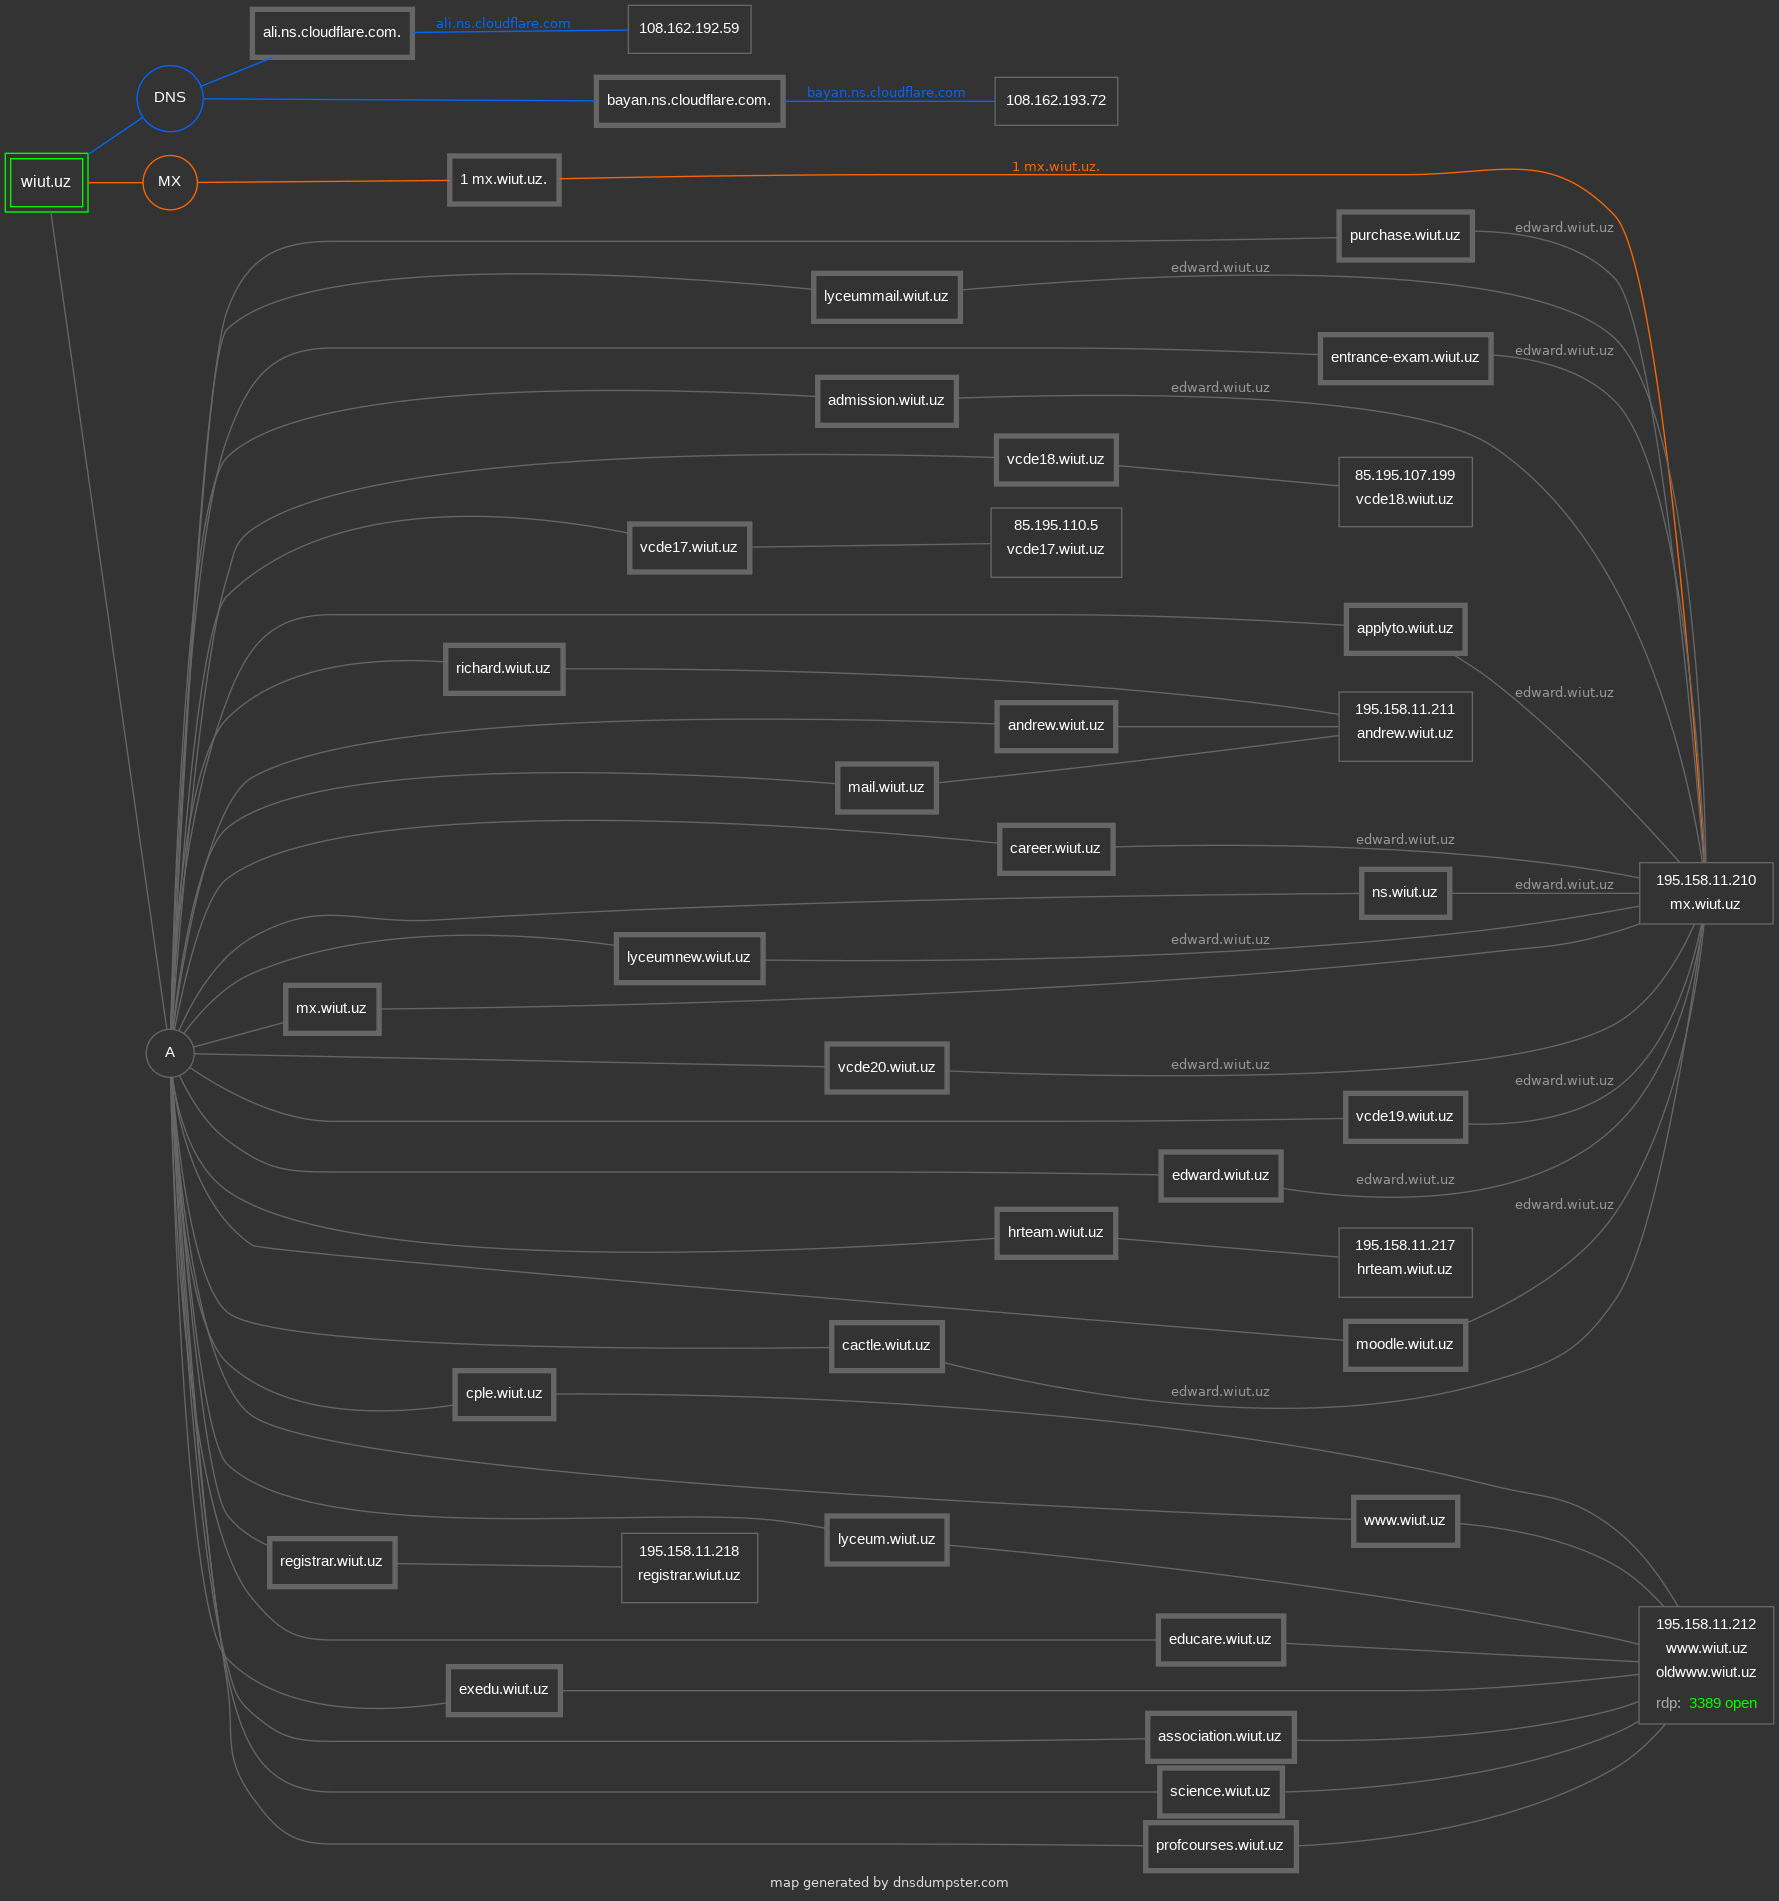 ali.ns.cloudflare.com.
ali.ns.cloudflare.com
108.162.192.59
DNS
bayan.ns.cloudflare.com.
bayan.ns.cloudflare.com
108.162.193.72
wiut.uz
MX
1 mx.wiut.uz.
1 mx.wiut.uz.
purchase.wiut.uz
edward.wiut.uz
lyceummail.wiut.uz
edward.wiut.uz
entrance-exam.wiut.uz
edward.wiut.uz
admission.wiut.uz
edward.wiut.uz
vcde18.wiut.uz
85.195.107.199
vcde18.wiut.uz
vcde17.wiut.uz
85.195.110.5
vcde17.wiut.uz
applyto.wiut.uz
edward.wiut.uz
richard.wiut.uz
andrew.wiut.uz
195.158.11.211
andrew.wiut.uz
mail.wiut.uz
career.wiut.uz
edward.wiut.uz
ns.wiut.uz
edward.wiut.uz
195.158.11.210
mx.wiut.uz
lyceumnew.wiut.uz
edward.wiut.uz
mx.wiut.uz
A
vcde20.wiut.uz
edward.wiut.uz
edward.wiut.uz
vcde19.wiut.uz
edward.wiut.uz
edward.wiut.uz
edward.wiut.uz
hrteam.wiut.uz
195.158.11.217
hrteam.wiut.uz
cactle.wiut.uz
moodle.wiut.uz
cple.wiut.uz
edward.wiut.uz
www.wiut.uz
lyceum.wiut.uz
registrar.wiut.uz
195.158.11.218
registrar.wiut.uz
educare.wiut.uz
195.158.11.212
www.wiut.uz
oldwww.wiut.uz
rdp: 3389 open
exedu.wiut.uz
association.wiut.uz
science.wiut.uz
profcourses.wiut.uz
map generated by dnsdumpster.com